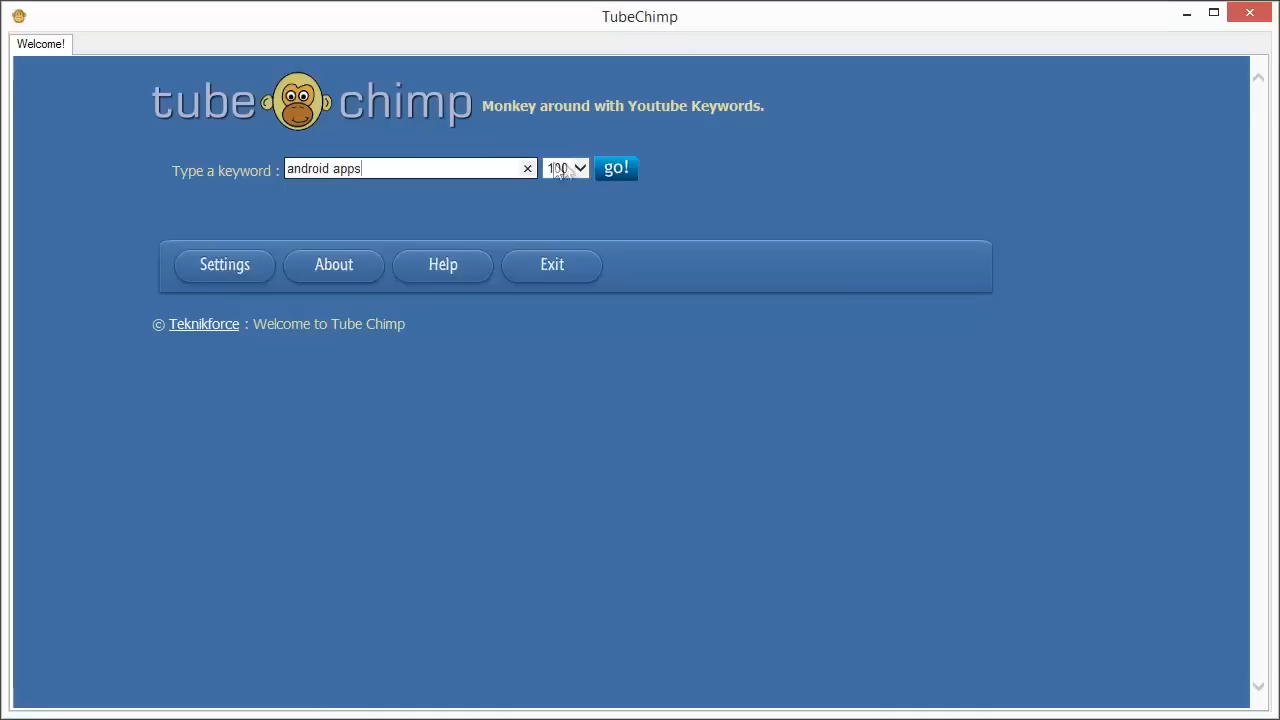 TubeChimp
Welcome!
tube chimp Monkey around with Youtube Keywords.
Type a keyword : android apps 100 go!
Settings About Help Exit
© Teknikforce : Welcome to Tube Chimp